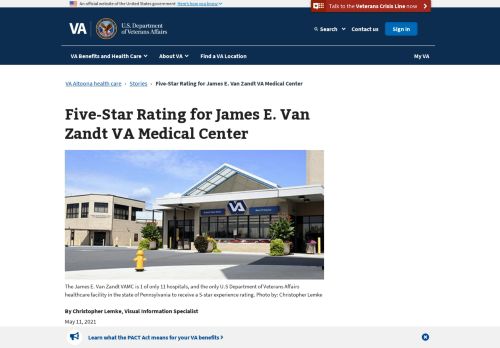 An official website of the United States government Here's how you know
Talk to the Veterans Crisis Line now
VA
U.S. Department
of Veterans Affairs
Search
Contact us
Sign in
VA Benefits and Health Care
About VA
Find a VA Location
My VA
VA Altoona health care › Stories › Five-Star Rating for James E. Van Zandt VA Medical Center
Five-Star Rating for James E. Van
Zandt VA Medical Center
VA
The James E. Van Zandt VAMC is 1 of only 11 hospitals, and the only U.S Department of Veterans Affairs
healthcare facility in the state of Pennsylvania to receive a 5-star experience rating. Photo by: Christopher Lemke
By Christopher Lemke, Visual Information Specialist
May 11, 2021
Learn what the PACT Act means for your VA benefits